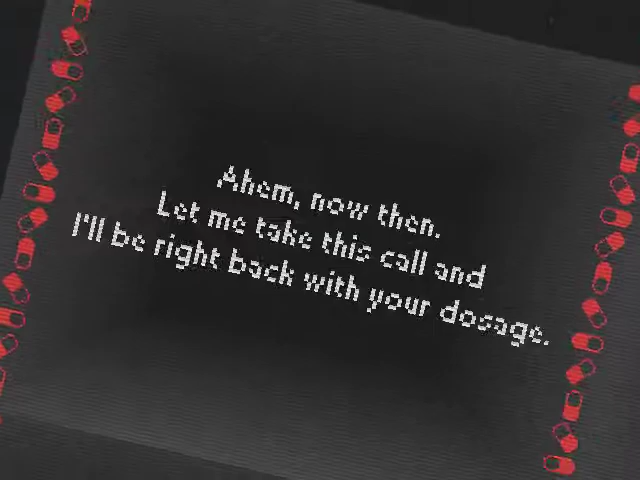 Ahem, now then.
Let me take this call and
I'll be right back with your dosage.